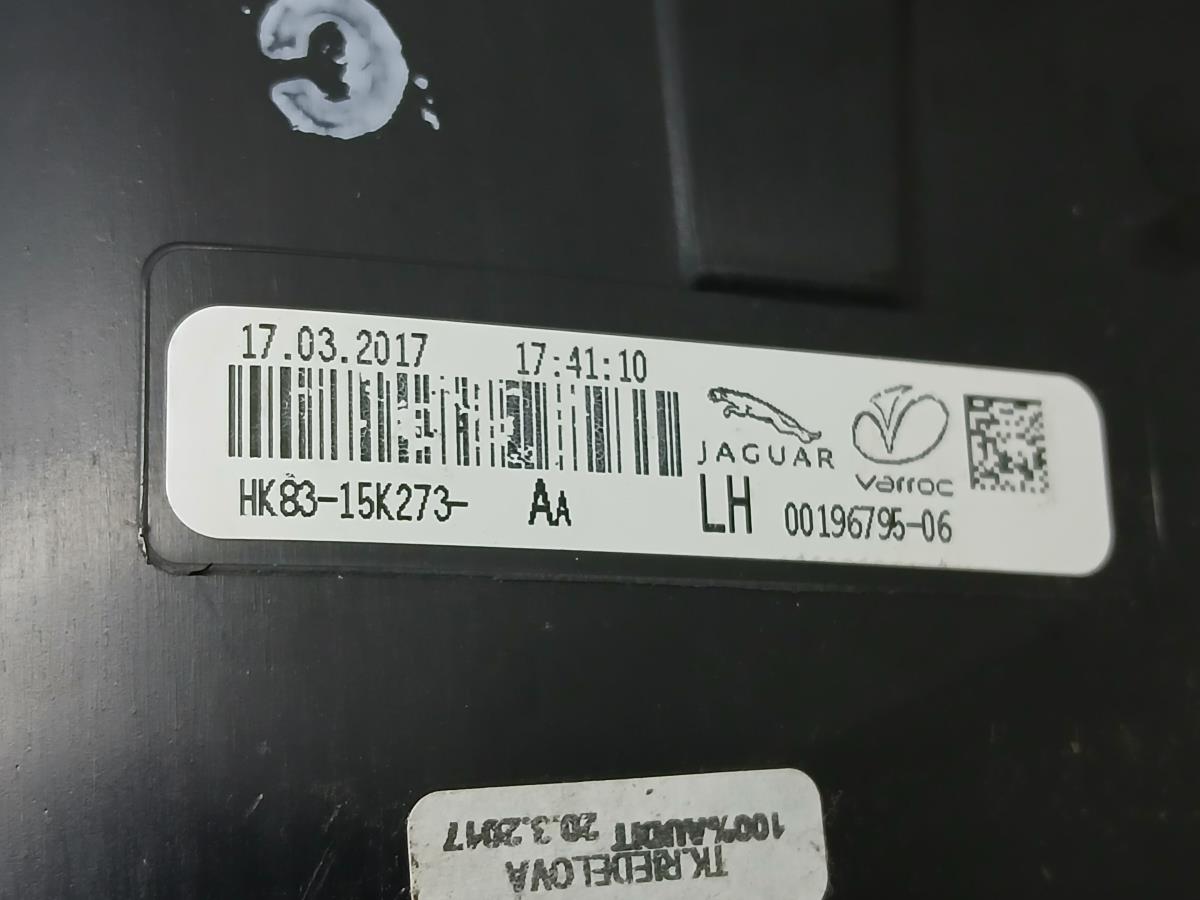 C
17.03.2017 17:41:10
JAGUAR
varroc
HK83-15K273- AA LH 00196795-06
TK.RIEDELOVA
100%AUDIT 20.3.2017